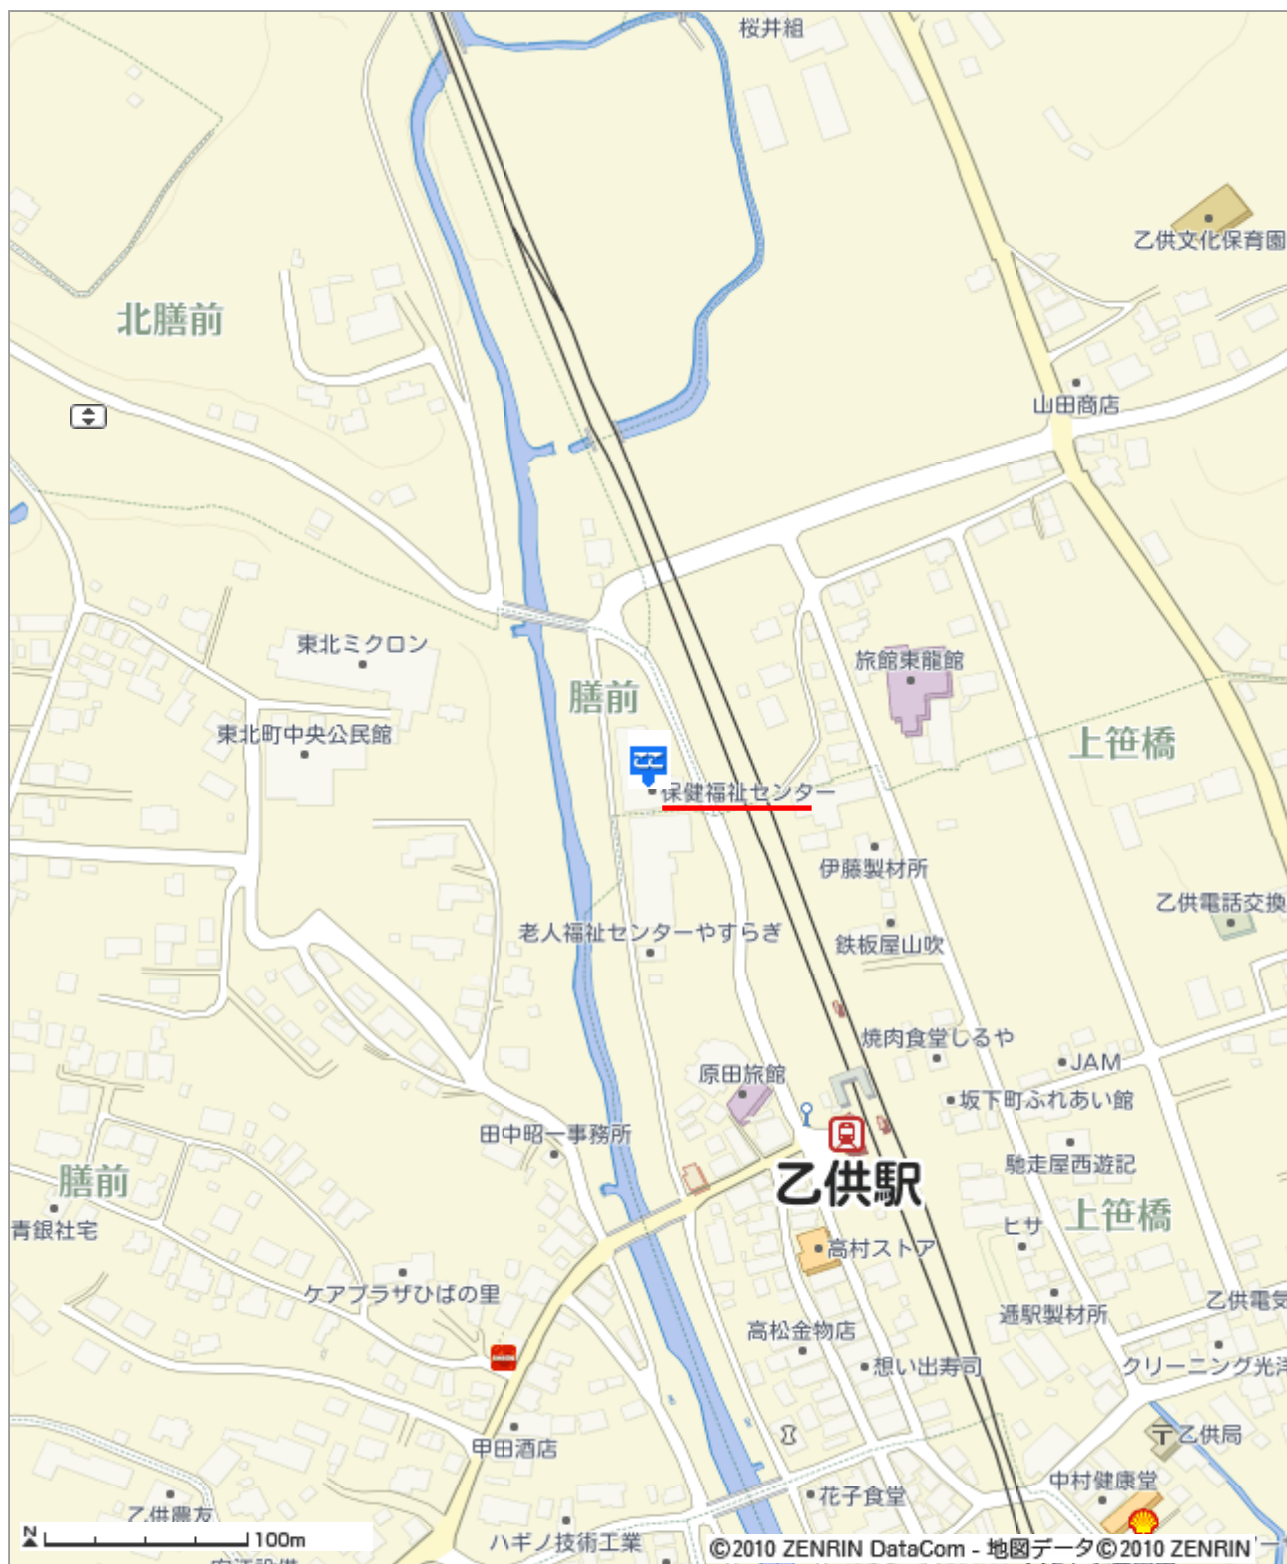 桜井組
乙供文化保育園
北膳前
山田商店
東北ミクロン
旅館東龍館
膳前
東北町中央公民館
上笹橋
ここ
保健福祉センター
伊藤製材所
乙供電話交換
老人福祉センターやすらぎ
鉄板屋山吹
焼肉食堂しるや
JAM
原田旅館
坂下町ふれあい館
田中昭一事務所
馳走屋西遊記
乙供駅
膳前
上笹橋
青銀社宅
ヒサ
高村ストア
ケアプラザひばの里
逓駅製材所
乙供電気
高松金物店
想い出寿司
クリーニング光洋
甲田酒店
乙供局
中村健康堂
花子食堂
乙供農友
N
100m
ハギノ技術工業
©2010 ZENRIN DataCom - 地図データ©2010 ZENRIN